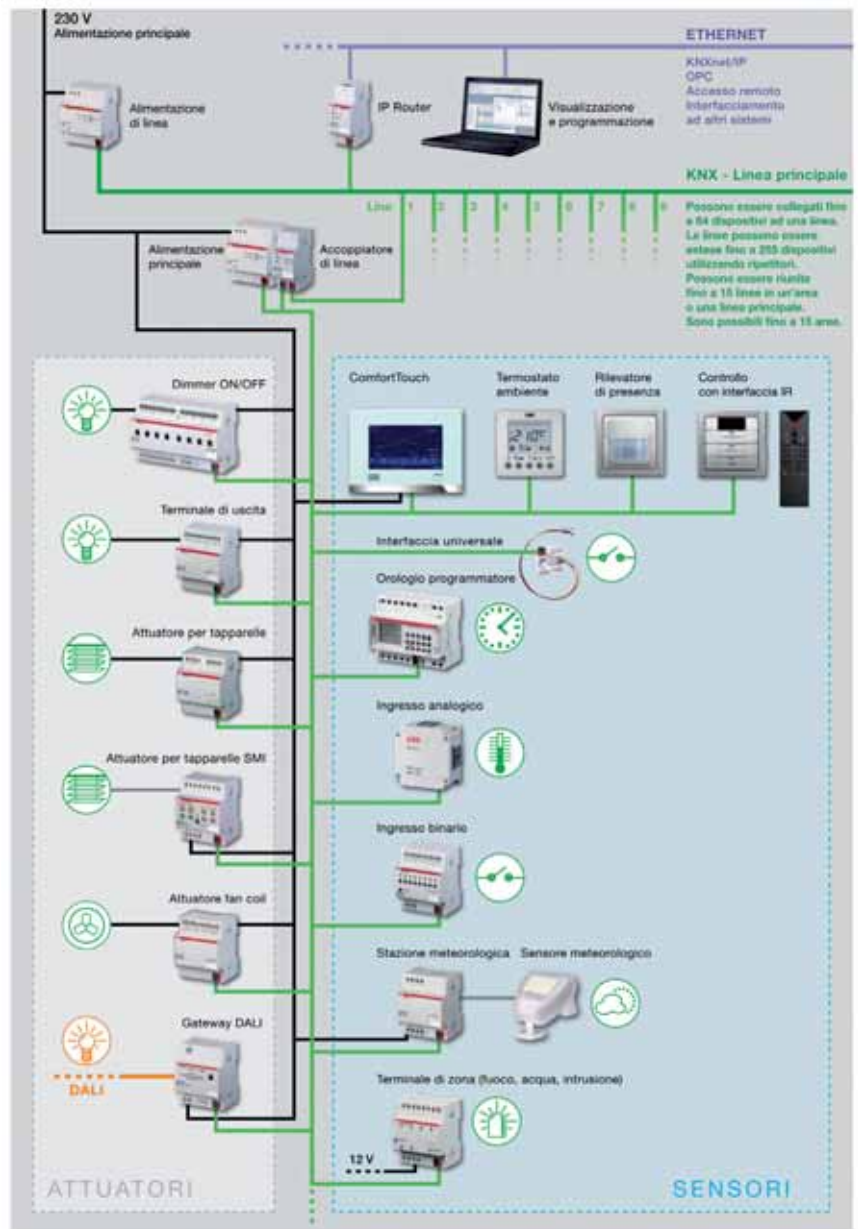 230 V
Alimentazione principale
ETHERNET
KNXnet/IP
OPC
Accesso remoto
Interfacciamento
ad altri sistemi
Alimentazione
di linea
IP Router
Visualizzazione
e programmazione
KNX - Linea principale
Line: 1 2 3 4 5 6 7 8 9
Possono essere collegati fino
a 64 dispositivi ad una linea.
Le linee possono essere
estese fino a 255 dispositivi
utilizzando ripetitori.
Possono essere riunite
fino a 15 linee in un'area
o una linea principale.
Sono possibili fino a 15 aree.
Alimentazione
principale
Accoppiatore
di linea
Dimmer ON/OFF
ComfortTouch
Termostato
ambiente
Rilevatore
di presenza
Controllo
con interfaccia IR
Terminale di uscita
Interfaccia universale
Orologio programmatore
Attuatore per tapparelle
Ingresso analogico
Attuatore per tapparelle SMI
Ingresso binario
Attuatore fan coil
Stazione meteorologica
Sensore meteorologico
Gateway DALI
DALI
Terminale di zona (fuoco, acqua, intrusione)
12 V
ATTUATORI
SENSORI